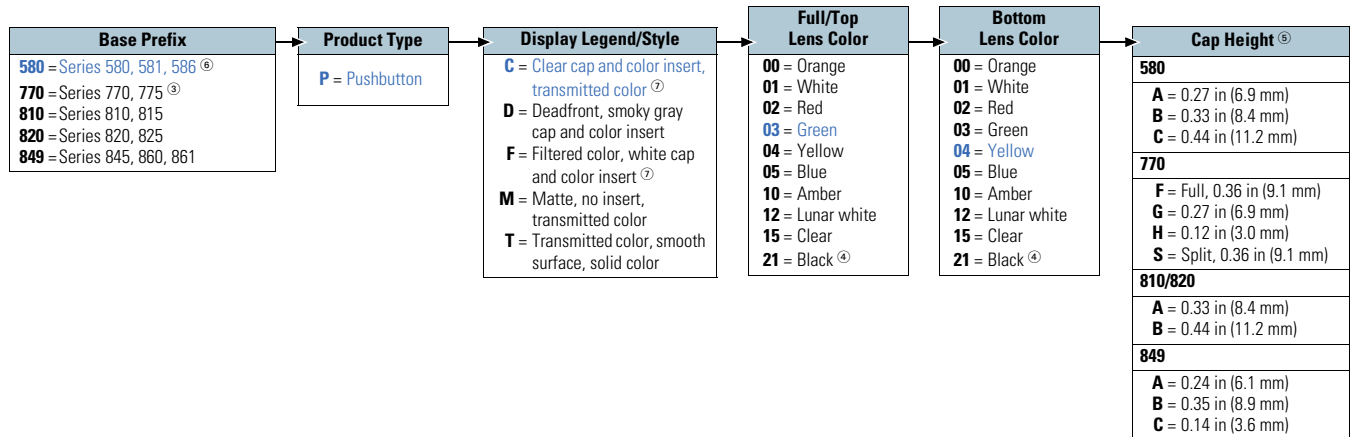 Base Prefix
580 = Series 580, 581, 586 ⑥
770 = Series 770, 775 ③
810 = Series 810, 815
820 = Series 820, 825
849 = Series 845, 860, 861
Product Type
P = Pushbutton
Display Legend/Style
C = Clear cap and color insert,
transmitted color ⑦
D = Deadfront, smoky gray
cap and color insert
F = Filtered color, white cap
and color insert ⑦
M = Matte, no insert,
transmitted color
T = Transmitted color, smooth
surface, solid color
Full/Top
Lens Color
00 = Orange
01 = White
02 = Red
03 = Green
04 = Yellow
05 = Blue
10 = Amber
12 = Lunar white
15 = Clear
21 = Black ④
Bottom
Lens Color
00 = Orange
01 = White
02 = Red
03 = Green
04 = Yellow
05 = Blue
10 = Amber
12 = Lunar white
15 = Clear
21 = Black ④
Cap Height ⑤
580
A = 0.27 in (6.9 mm)
B = 0.33 in (8.4 mm)
C = 0.44 in (11.2 mm)
770
F = Full, 0.36 in (9.1 mm)
G = 0.27 in (6.9 mm)
H = 0.12 in (3.0 mm)
S = Split, 0.36 in (9.1 mm)
810/820
A = 0.33 in (8.4 mm)
B = 0.44 in (11.2 mm)
849
A = 0.24 in (6.1 mm)
B = 0.35 in (8.9 mm)
C = 0.14 in (3.6 mm)